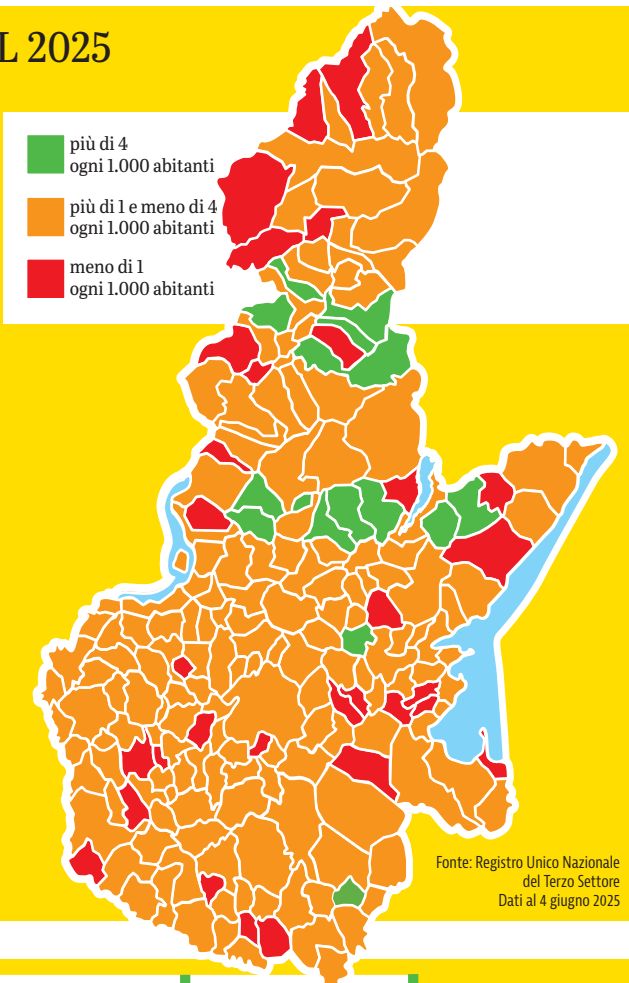 L 2025
più di 4
ogni 1.000 abitanti
più di 1 e meno di 4
ogni 1.000 abitanti
meno di 1
ogni 1.000 abitanti
Fonte: Registro Unico Nazionale
del Terzo Settore
Dati al 4 giugno 2025